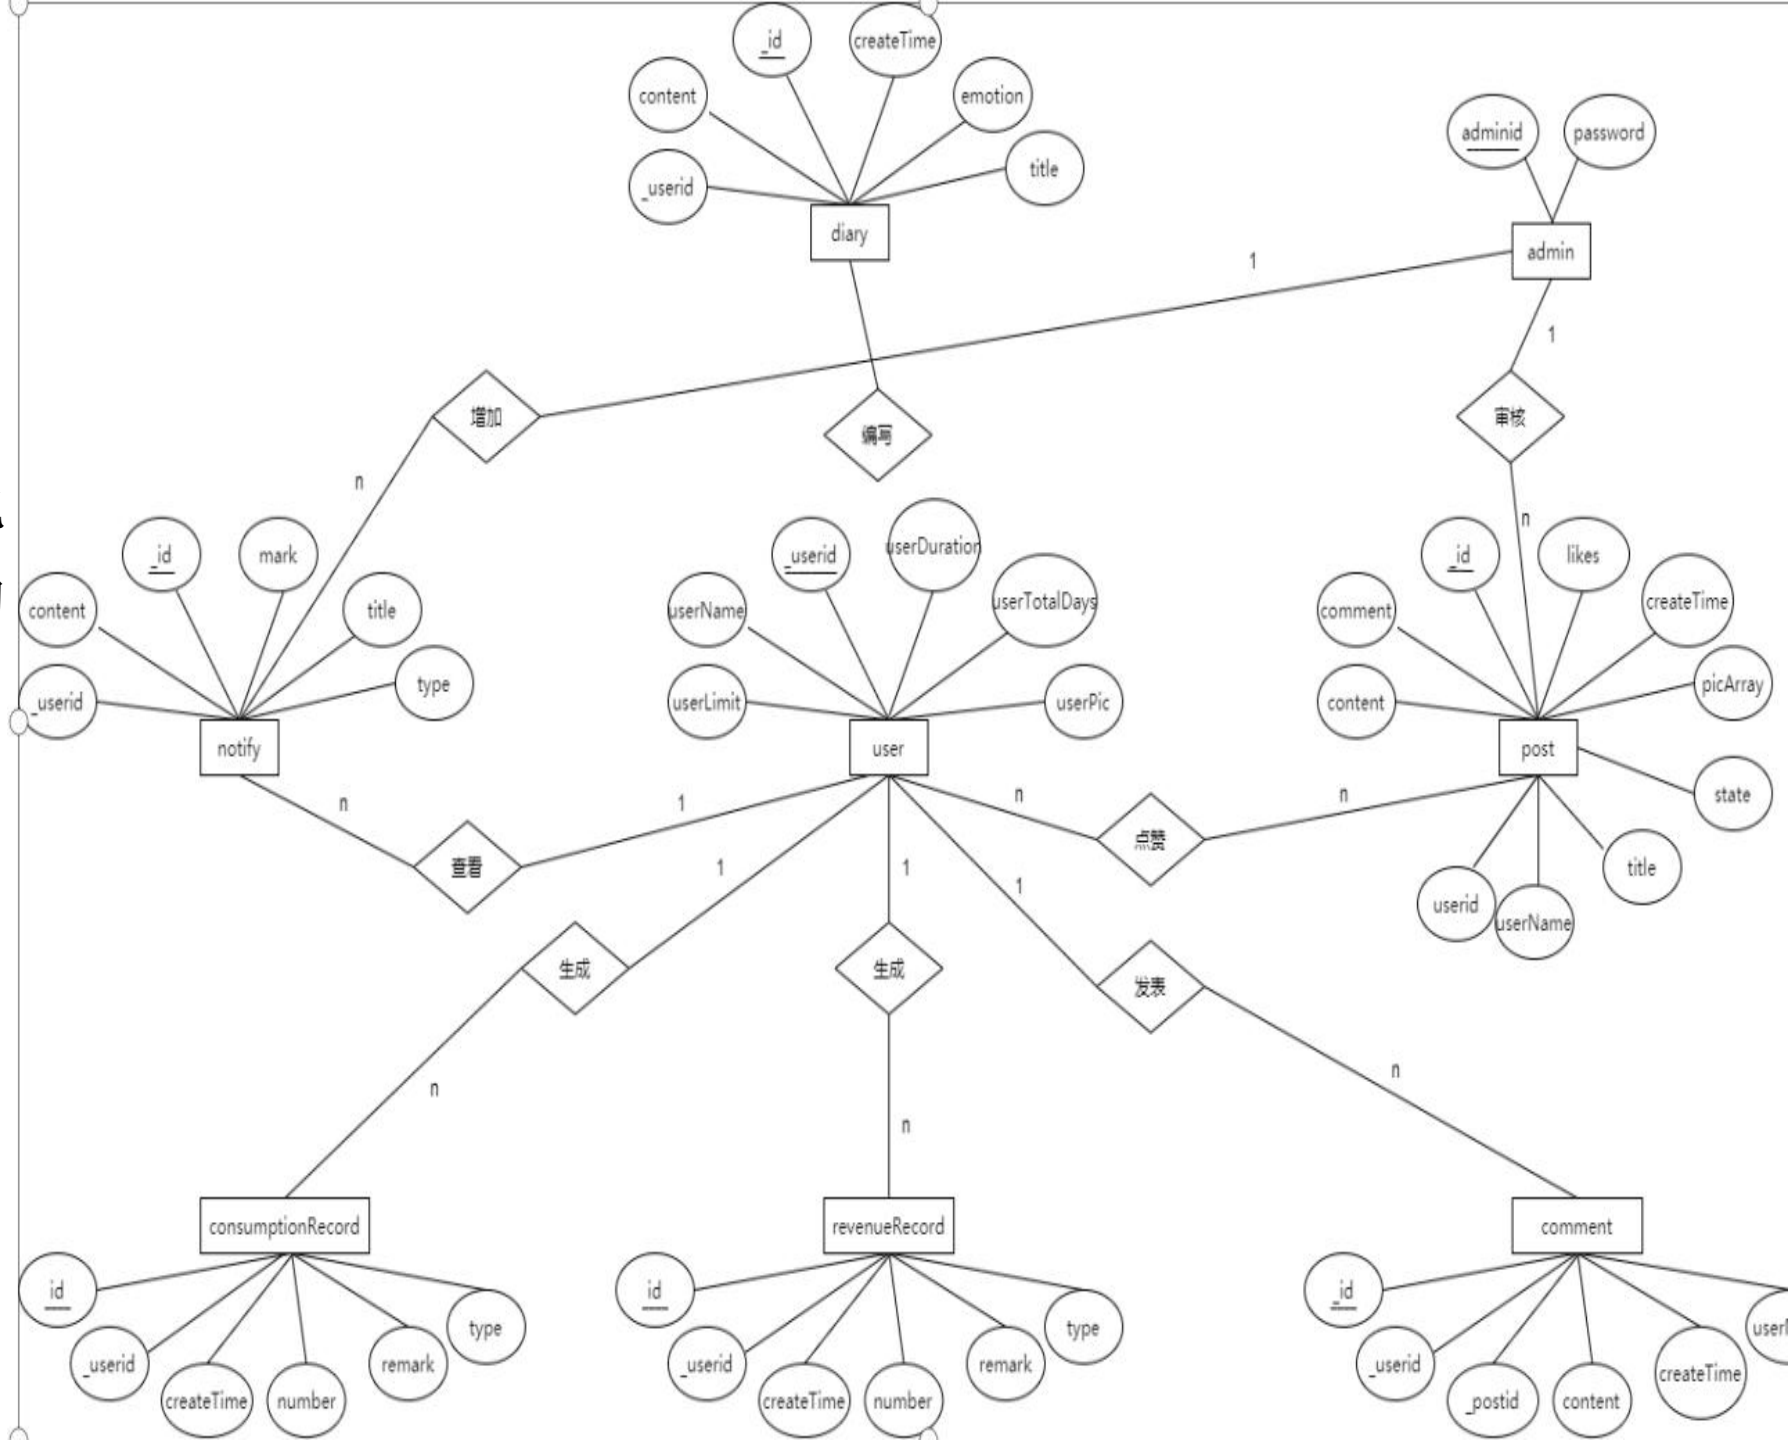 _id
createTime
content
emotion
_userid
title
diary
adminid
password
admin
1
1
增加
编写
审核
n
n
_id
mark
content
title
_userid
type
notify
_userid
userDuration
userName
userTotalDays
userLimit
userPic
user
_id
likes
comment
createTime
content
picArray
post
state
title
userid
userName
n
1
n
n
查看
点赞
1
1
1
生成
生成
发表
n
n
n
consumptionRecord
revenueRecord
comment
id
_userid
createTime
number
remark
type
id
_userid
createTime
number
remark
type
_id
_userid
_postid
content
createTime